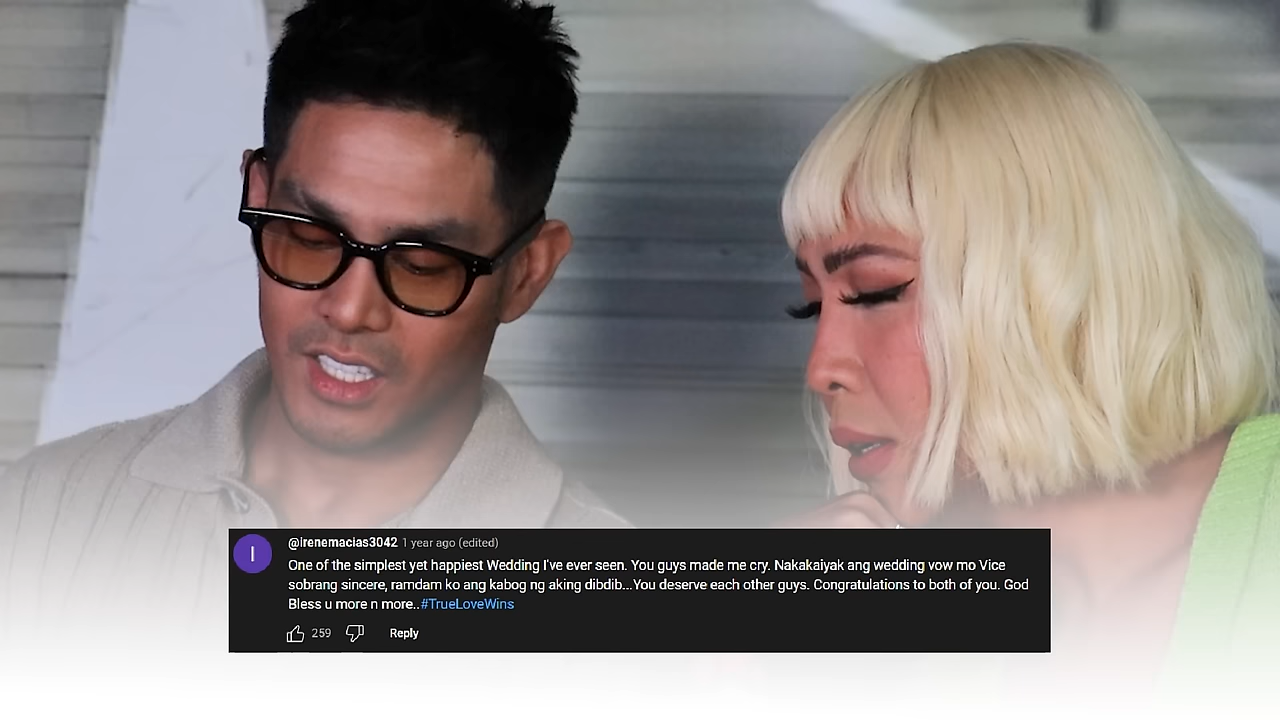 I
@irenemacias3042 1 year ago (edited)
One of the simplest yet happiest Wedding I've ever seen. You guys made me cry. Nakakaiyak ang wedding vow mo Vice
sobrang sincere, ramdam ko ang kabog ng aking dibdib...You deserve each other guys. Congratulations to both of you. God
Bless u more n more..#TrueLoveWins
259 Reply